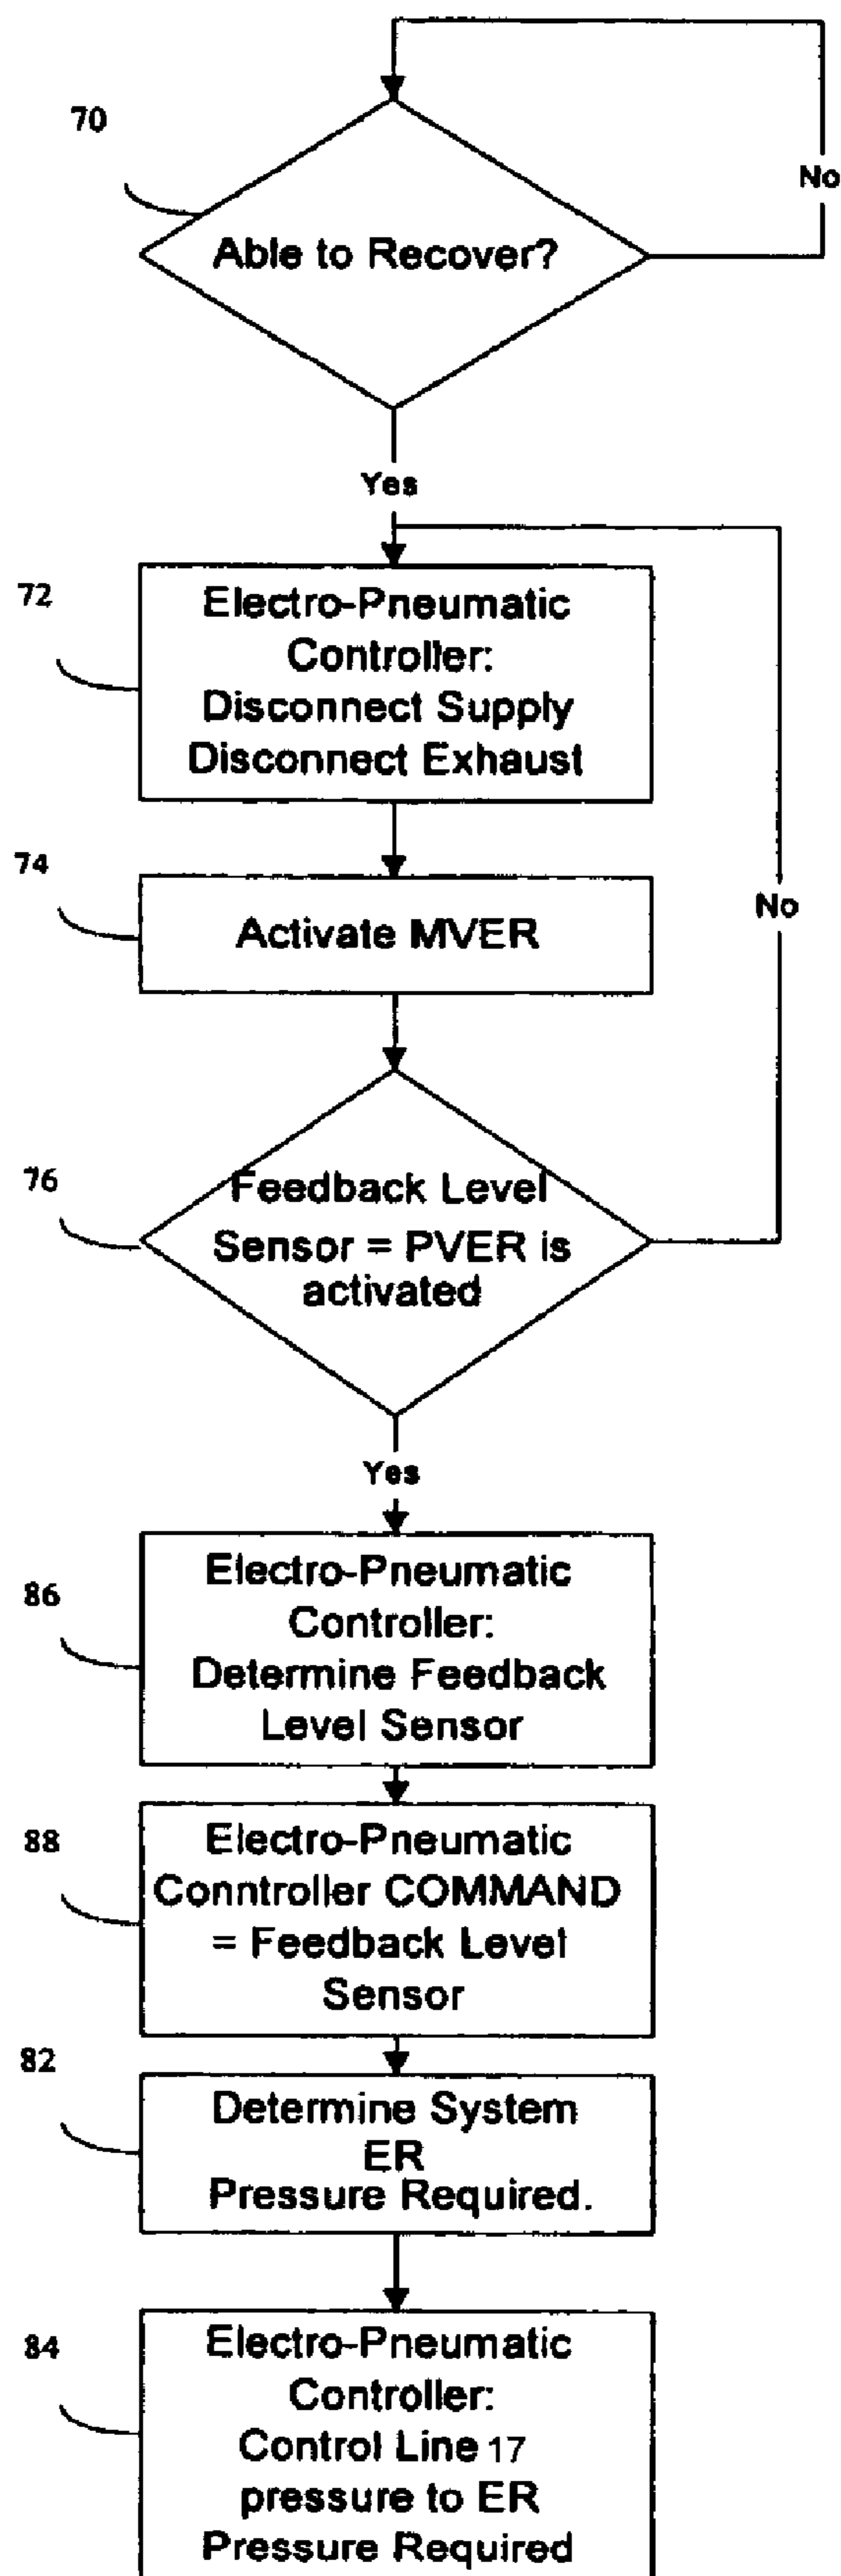 70
No
Able to Recover?
Yes
72
Electro-Pneumatic
Controller:
Disconnect Supply
Disconnect Exhaust
74
Activate MVER
No
76
Feedback Level
Sensor = PVER is
activated
Yes
86
Electro-Pneumatic
Controller:
Determine Feedback
Level Sensor
88
Electro-Pneumatic
Conntroller COMMAND
= Feedback Level
Sensor
82
Determine System
ER
Pressure Required.
84
Electro-Pneumatic
Controller:
Control Line 17
pressure to ER
Pressure Required